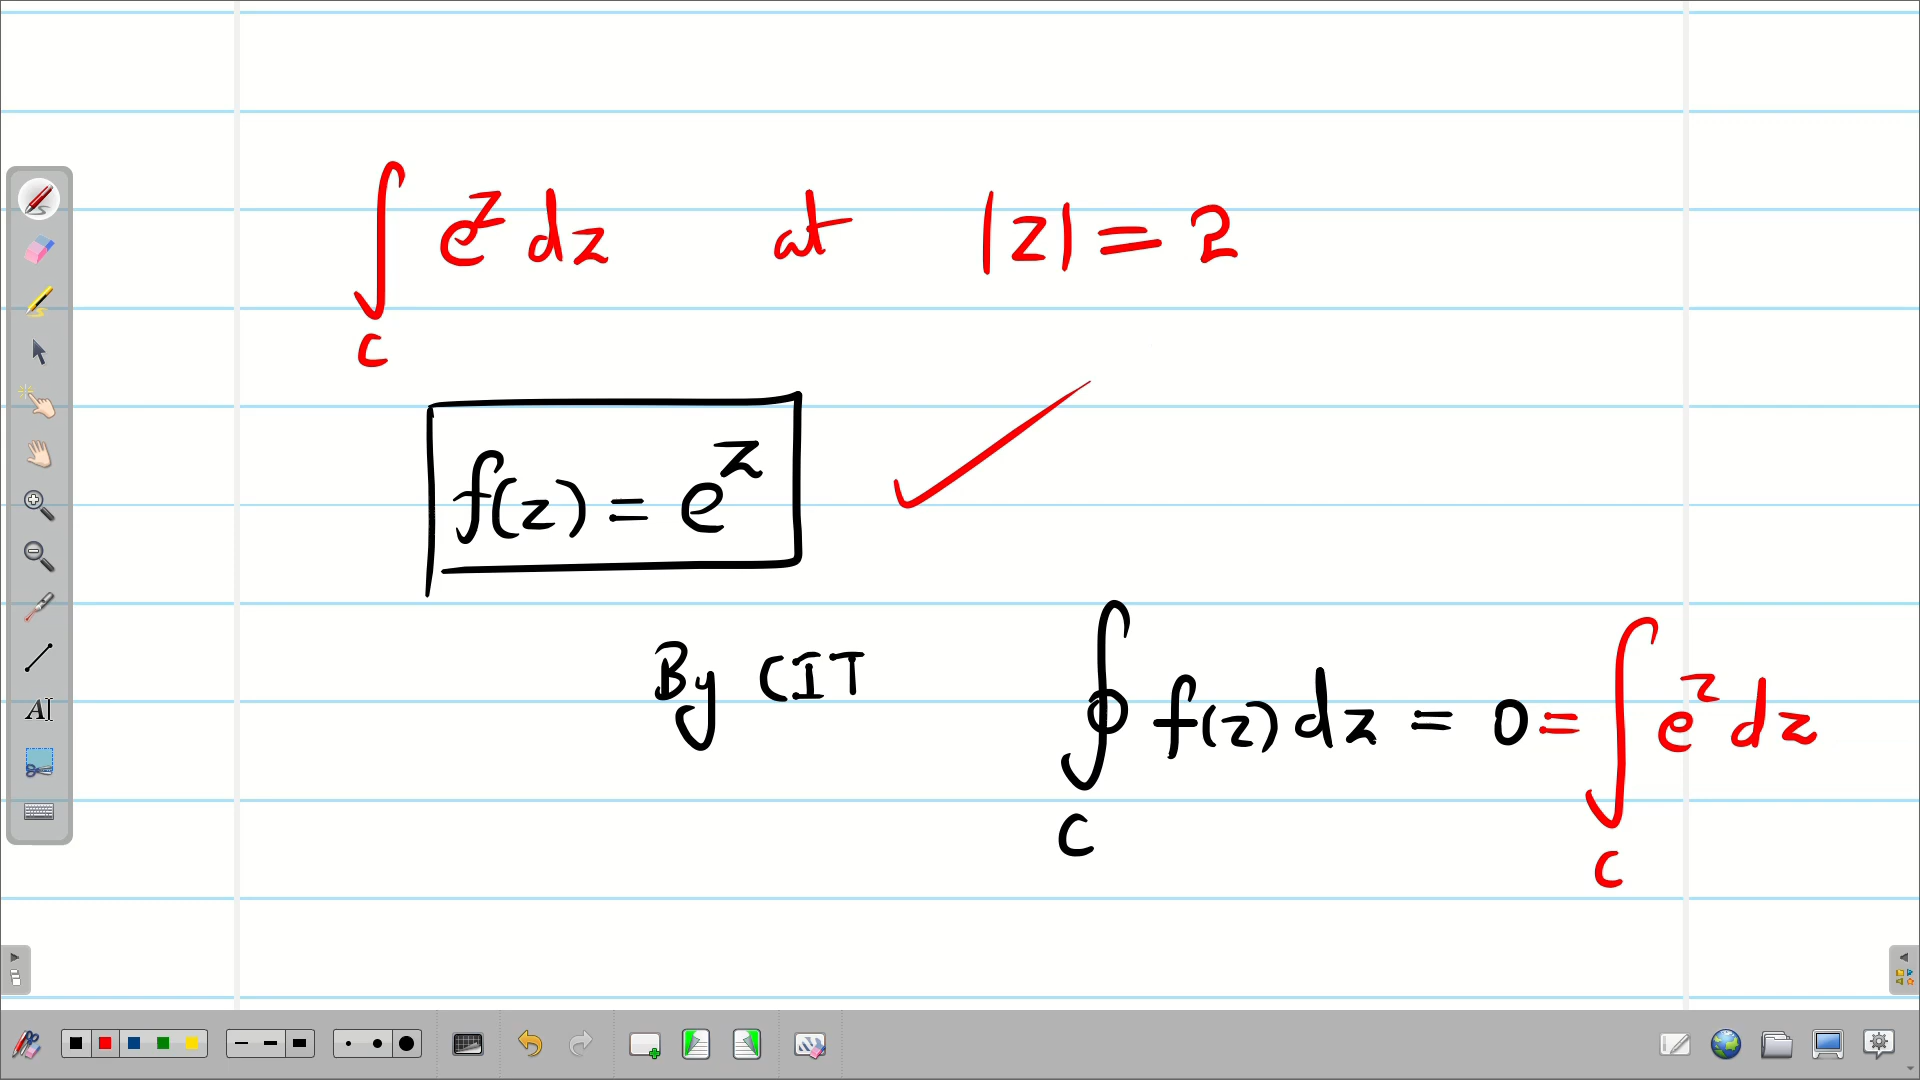 ∫_C e^z dz at |z| = 2
f(z) = e^z
By CIT ∮_C f(z) dz = 0 = ∫_C e^z dz